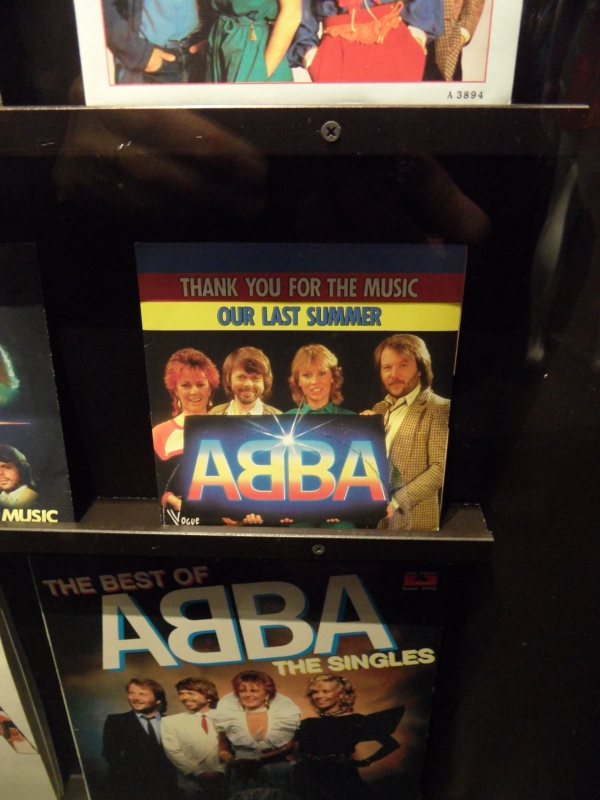 A 3894
THANK YOU FOR THE MUSIC
OUR LAST SUMMER
ABBA
VOGUE
MUSIC
THE BEST OF
ABBA
THE SINGLES